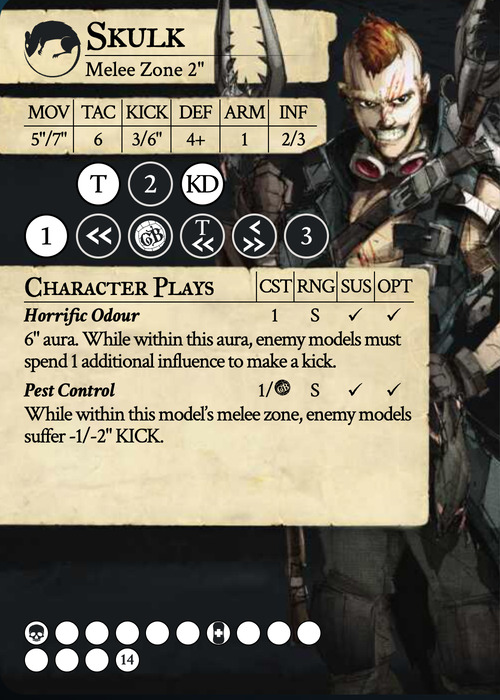 Skulk
Melee Zone 2"
MOV TAC KICK DEF ARM INF
5"/7" 6 3/6" 4+ 1 2/3
T 2 KD
1 << GB T << < >> 3
Character Plays CST RNG SUS OPT
Horrific Odour 1 S ✓ ✓
6" aura. While within this aura, enemy models must
spend 1 additional influence to make a kick.
Pest Control 1/GB S ✓ ✓
While within this model's melee zone, enemy models
suffer -1/-2" KICK.
14